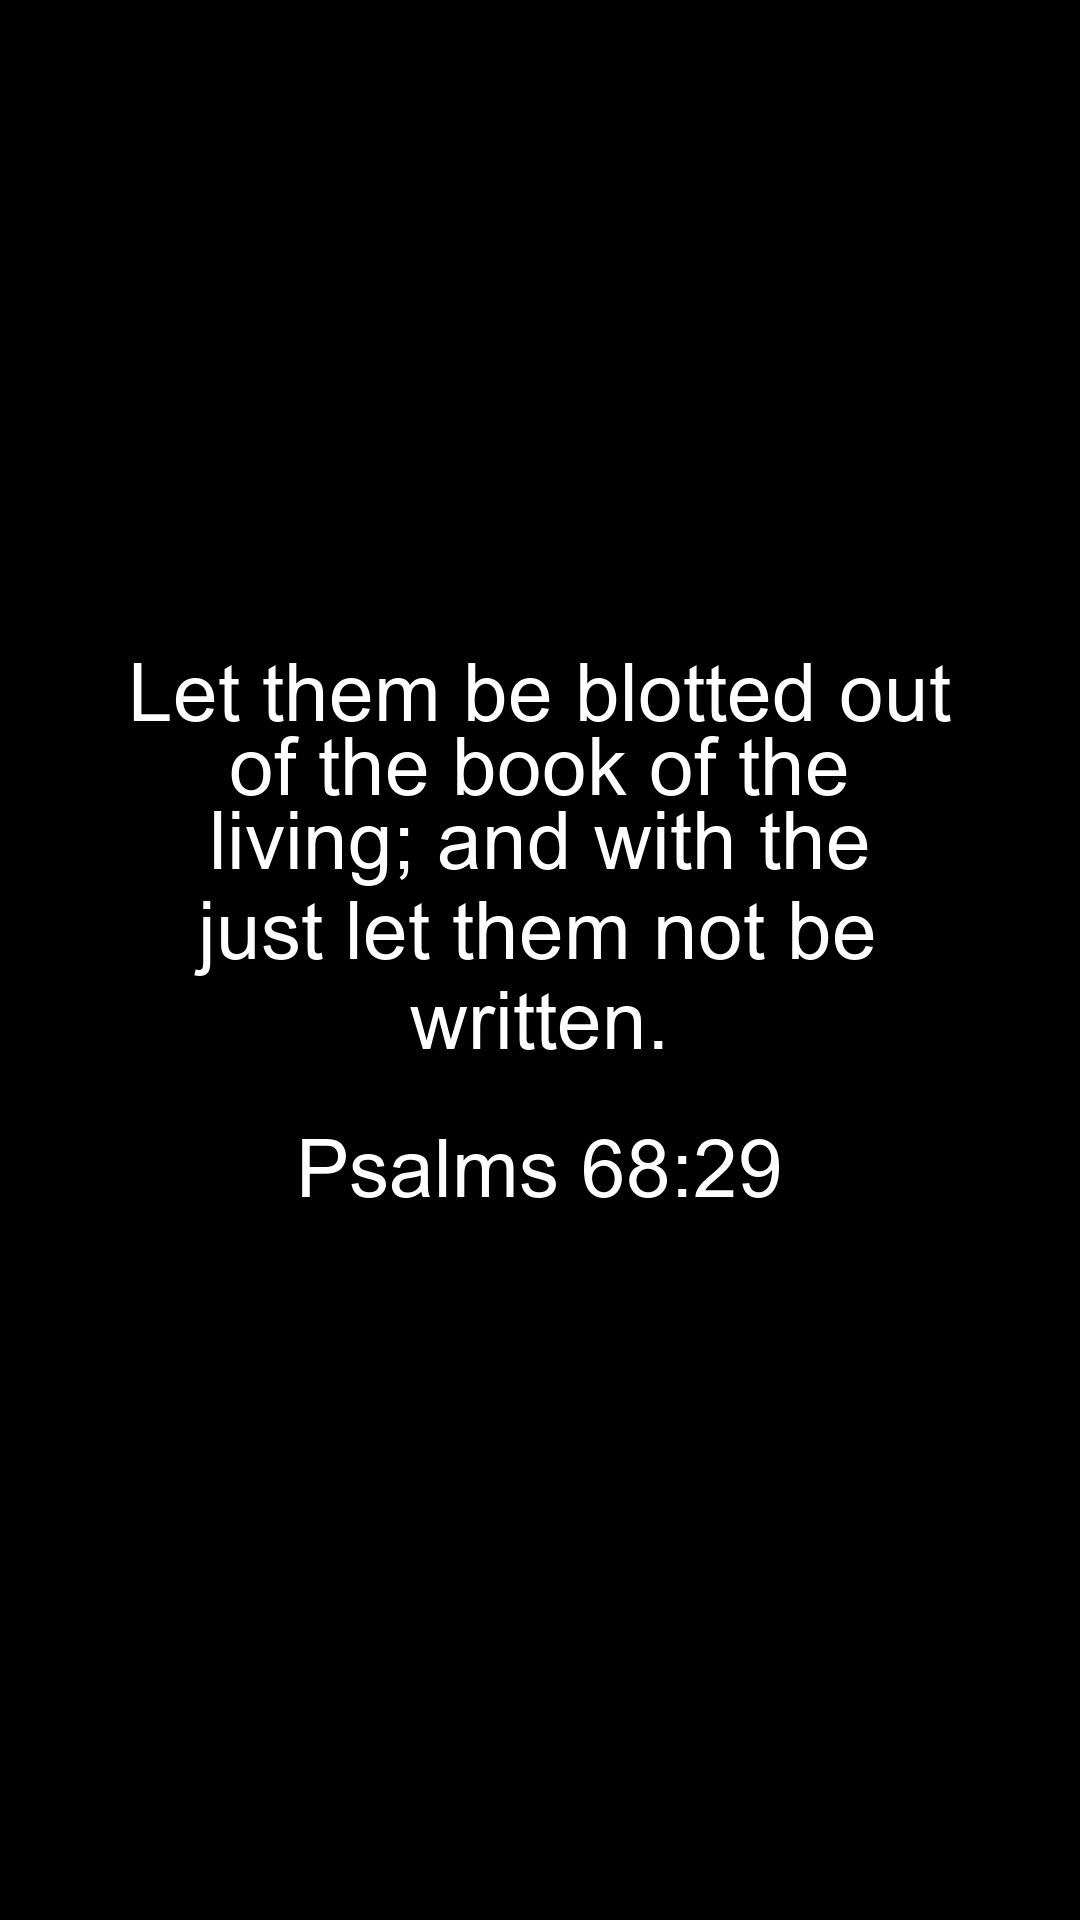 Let them be blotted out
of the book of the
living; and with the
just let them not be
written.
Psalms 68:29